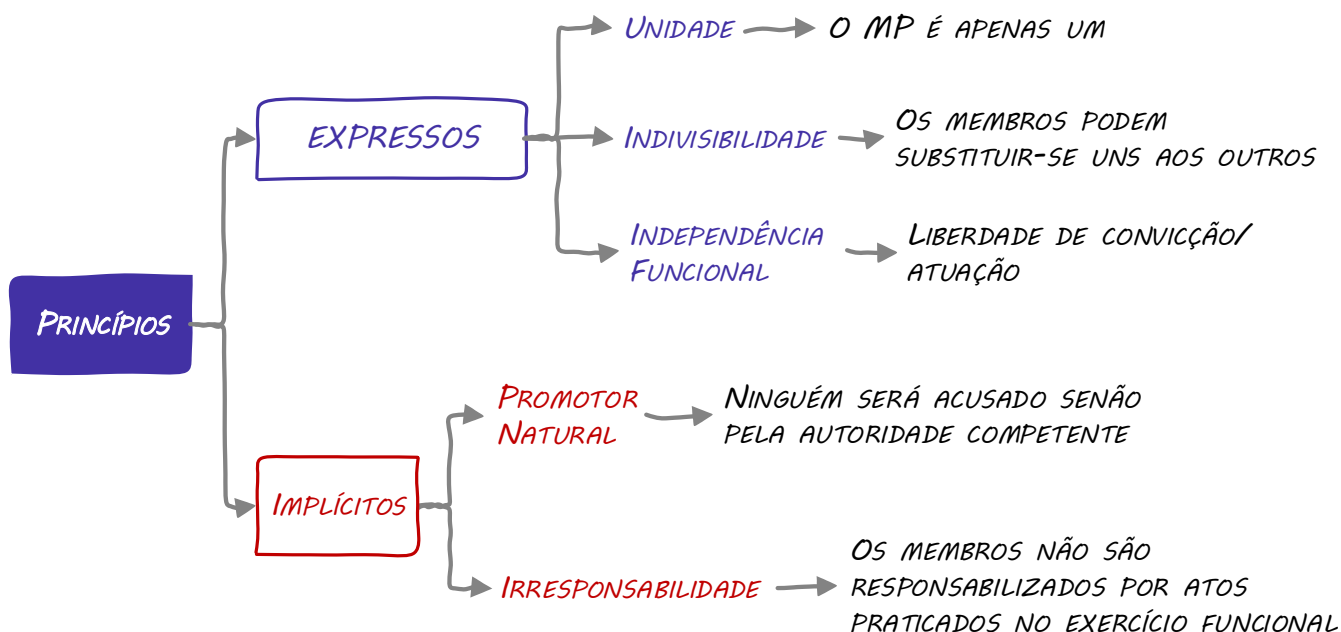 Princípios
EXPRESSOS
Unidade
O MP é apenas um
Indivisibilidade
Os membros podem
substituir-se uns aos outros
Independência
Funcional
Liberdade de convicção/
atuação
Implícitos
Promotor
Natural
Ninguém será acusado senão
pela autoridade competente
Irresponsabilidade
Os membros não são
responsabilizados por atos
praticados no exercício funcional